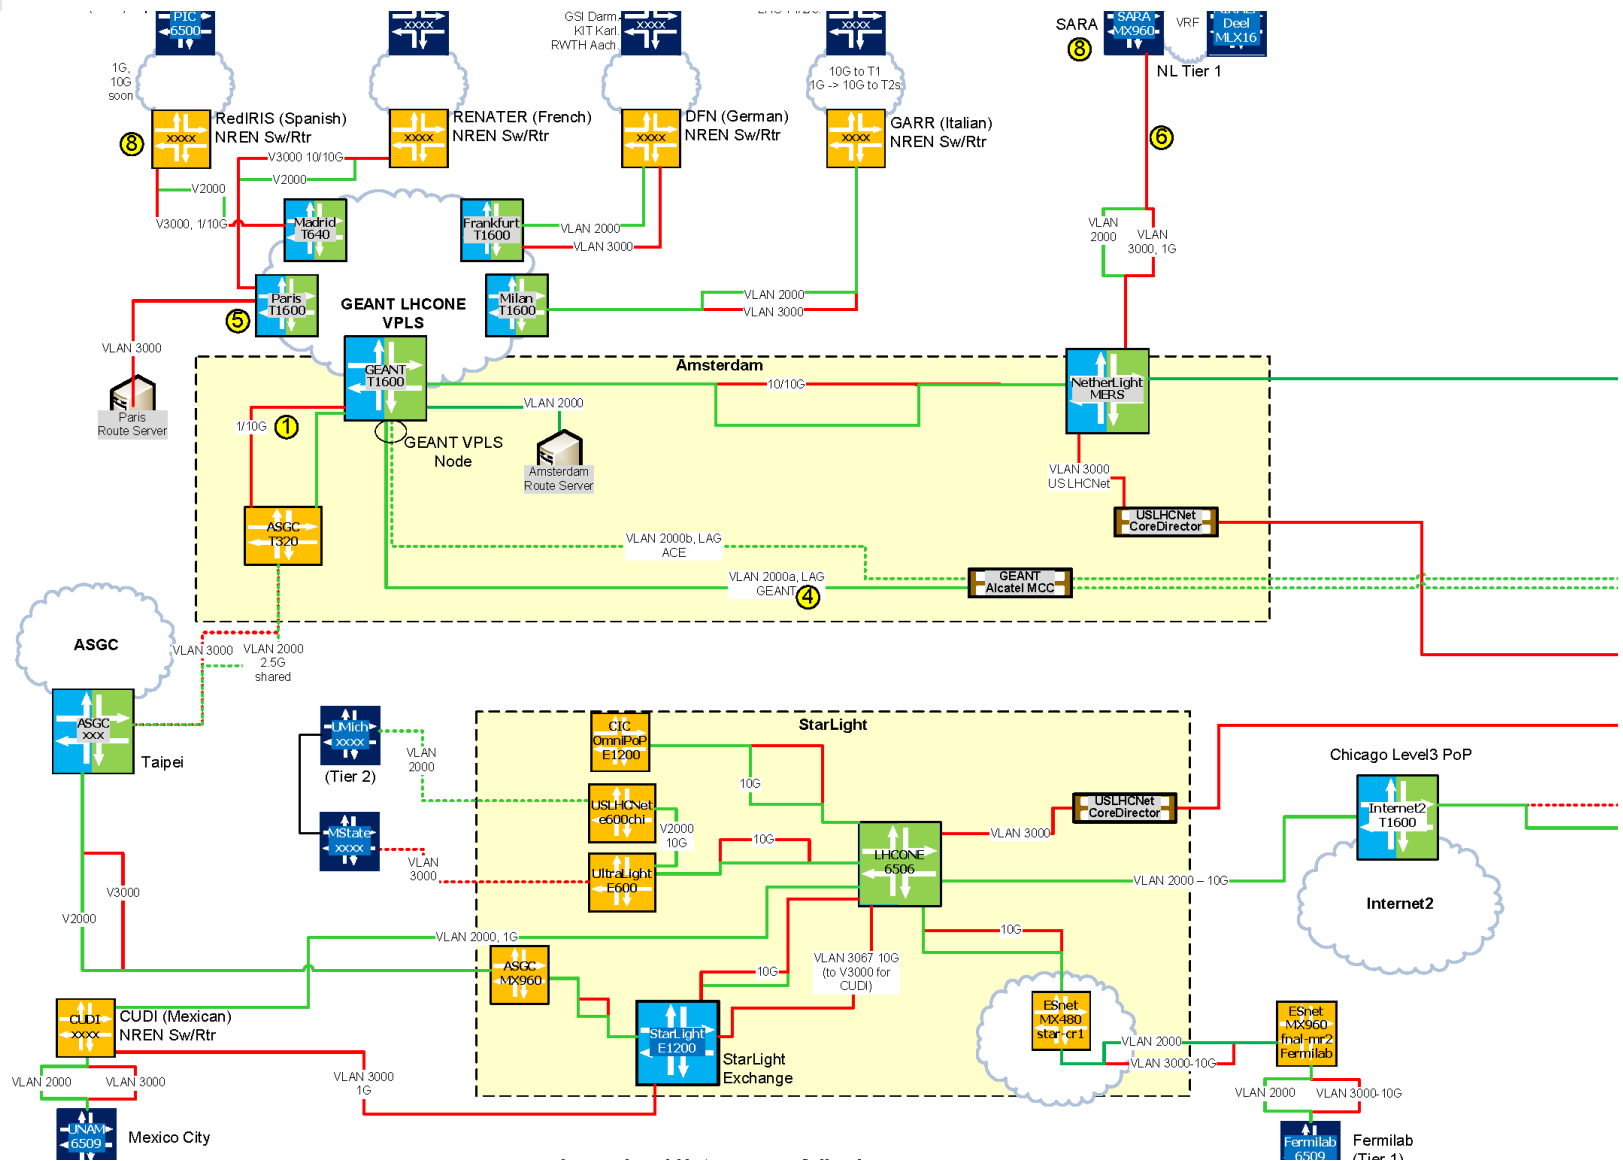 PIC
6500
xxxx
GSI Darm.
KIT Karl.
RWTH Aach.
xxxx
xxxx
SARA
SARA
MX960
VRF
Deel
MLX16
8
NL Tier 1
1G,
10G
soon
10G to T1
1G -> 10G to T2s
RedIRIS (Spanish)
NREN Sw/Rtr
xxxx
8
RENATER (French)
NREN Sw/Rtr
xxxx
DFN (German)
NREN Sw/Rtr
xxxx
GARR (Italian)
NREN Sw/Rtr
xxxx
6
V3000 10/10G
V2000
V2000
V3000, 1/10G
Madrid
T640
Frankfurt
T1600
VLAN 2000
VLAN 3000
VLAN
2000
VLAN
3000, 1G
Paris
T1600
5
GEANT LHCONE
VPLS
Milan
T1600
VLAN 2000
VLAN 3000
VLAN 3000
Paris
Route Server
GEANT
T1600
Amsterdam
10/10G
NetherLight
MERS
1/10G
1
VLAN 2000
GEANT VPLS
Node
Amsterdam
Route Server
VLAN 3000
US LHCNet
USLHCNet
CoreDirector
ASGC
T320
VLAN 2000b, LAG
ACE
VLAN 2000a, LAG
GEANT
4
GEANT
Alcatel MCC
ASGC
VLAN 3000
VLAN 2000
2.5G
shared
ASGC
xxx
Taipei
UMich
xxxx
(Tier 2)
VLAN
2000
MState
xxxx
VLAN
3000
StarLight
CIC
OmniPoP
E1200
10G
USLHCNet
e600chi
V2000
10G
UltraLight
E600
10G
LHCONE
6506
VLAN 3000
USLHCNet
CoreDirector
Chicago Level3 PoP
Internet2
T1600
Internet2
VLAN 2000 – 10G
V3000
V2000
VLAN 2000, 1G
ASGC
MX960
10G
VLAN 3067 10G
(to V3000 for
CUDI)
10G
CUDI
xxxx
CUDI (Mexican)
NREN Sw/Rtr
StarLight
E1200
StarLight
Exchange
ESnet
MX480
star-cr1
VLAN 2000
VLAN 3000-10G
ESnet
MX960
fnal-mr2
Fermilab
VLAN 2000
VLAN 3000
VLAN 3000
1G
VLAN 2000
VLAN 3000-10G
UNAM
6509
Mexico City
Fermilab
6509
Fermilab
(Tier 1)